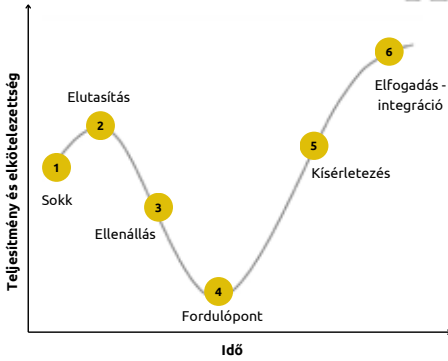 Teljesítmény és elkötelezettség
1
Sokk
2
Elutasítás
3
Ellenállás
4
Fordulópont
5
Kísérletezés
6
Elfogadás -
integráció
Idő